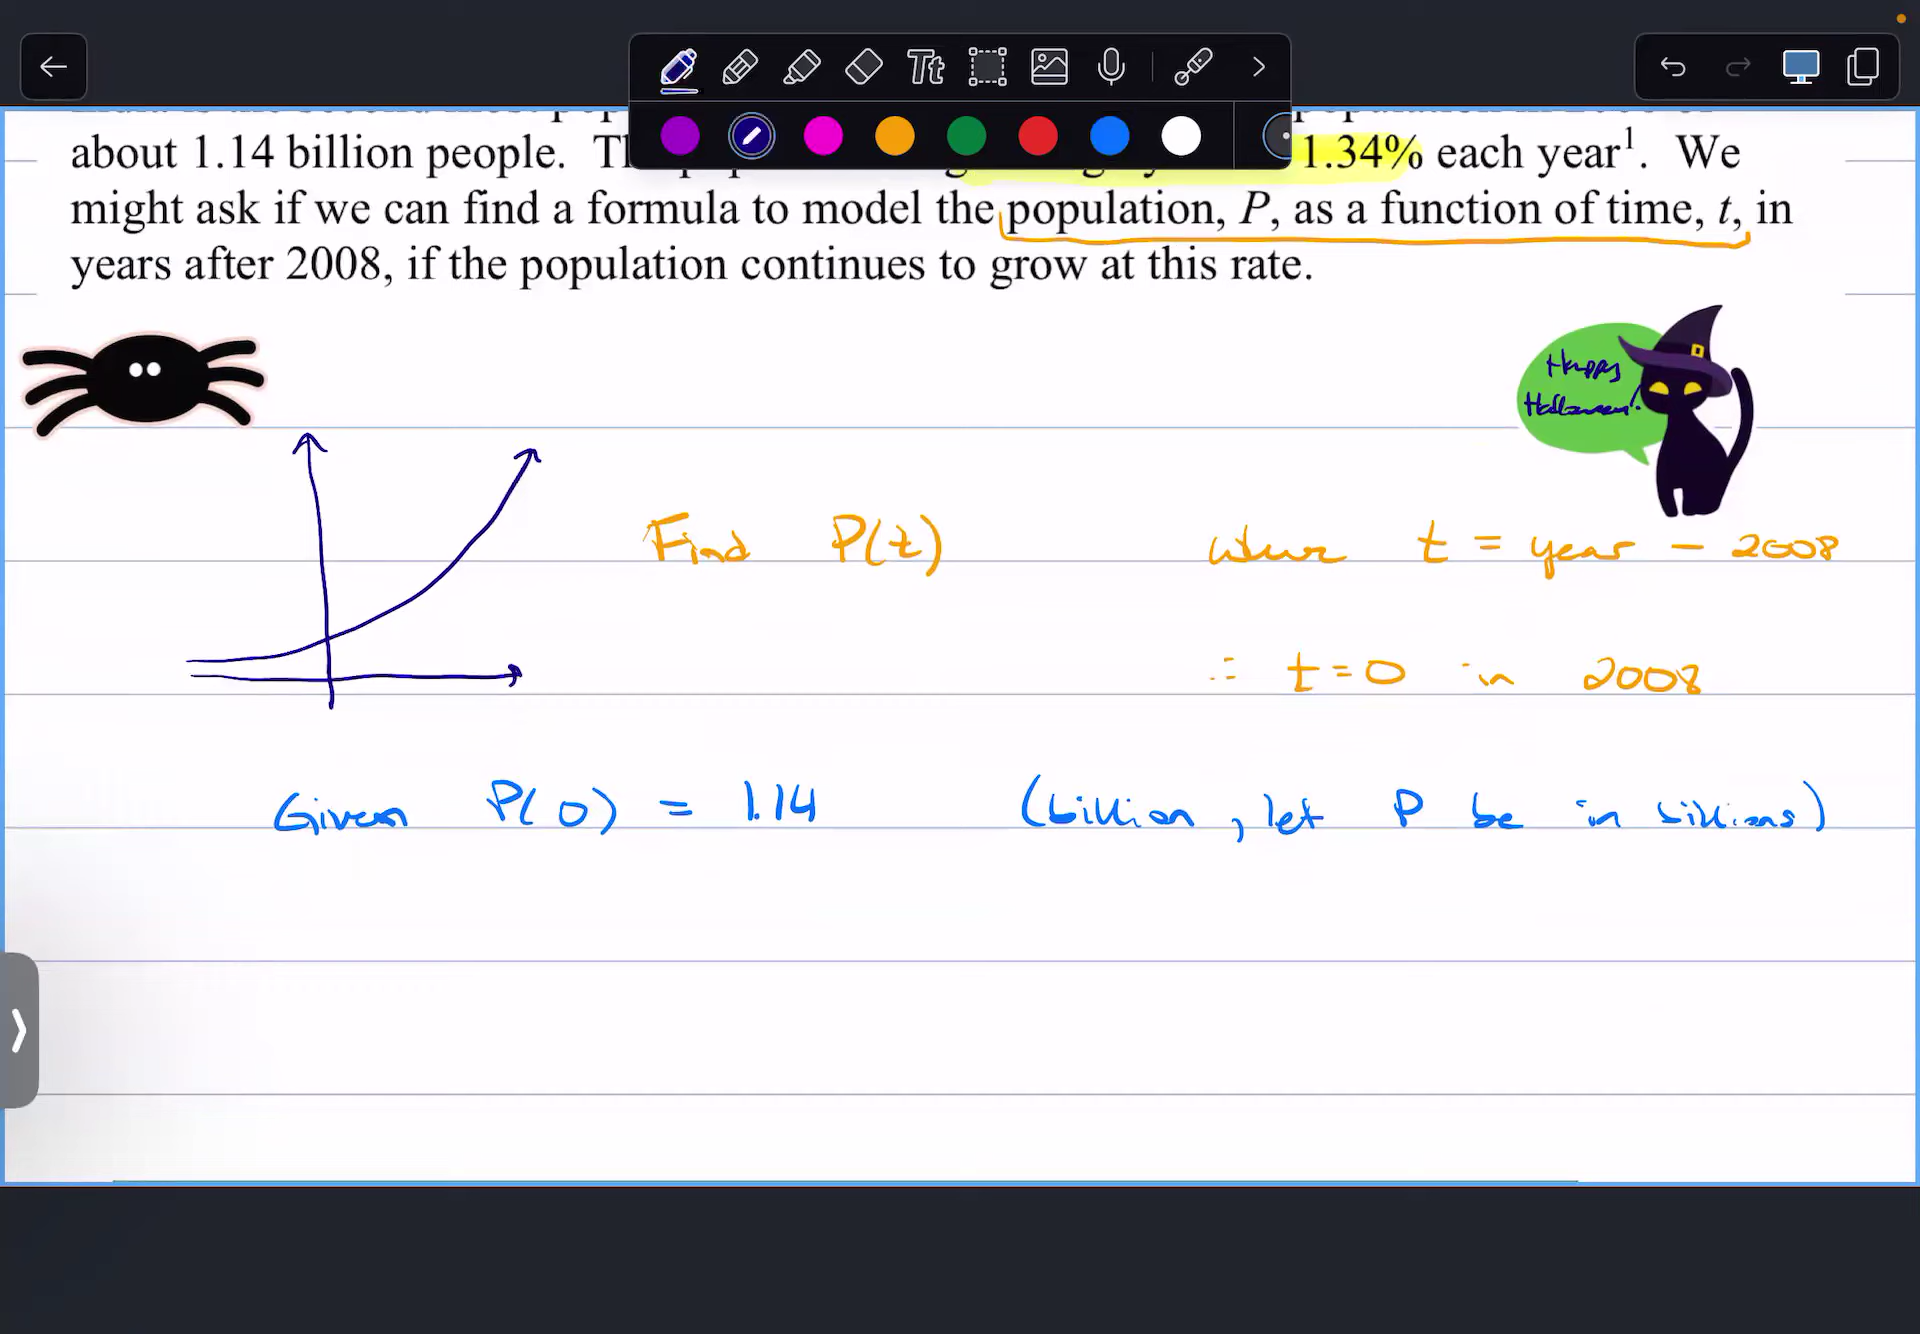 about 1.14 billion people. 1.34% each year¹. We
might ask if we can find a formula to model the population, P, as a function of time, t, in
years after 2008, if the population continues to grow at this rate.
Happy
Halloween!
Find P(t) where t = year - 2008
∴ t = 0 in 2008
Given P(0) = 1.14 (billion, let P be in billions)
Tt